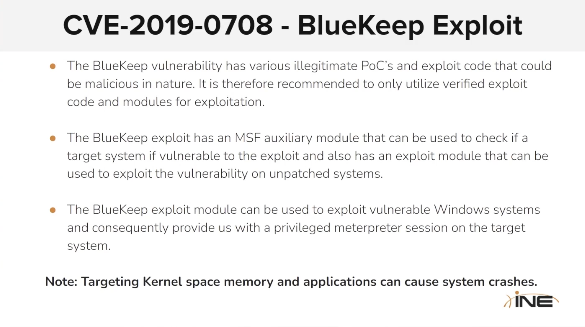 CVE-2019-0708 - BlueKeep Exploit
The BlueKeep vulnerability has various illegitimate PoC's and exploit code that could
be malicious in nature. It is therefore recommended to only utilize verified exploit
code and modules for exploitation.
The BlueKeep exploit has an MSF auxiliary module that can be used to check if a
target system if vulnerable to the exploit and also has an exploit module that can be
used to exploit the vulnerability on unpatched systems.
The BlueKeep exploit module can be used to exploit vulnerable Windows systems
and consequently provide us with a privileged meterpreter session on the target
system.
Note: Targeting Kernel space memory and applications can cause system crashes.
INE